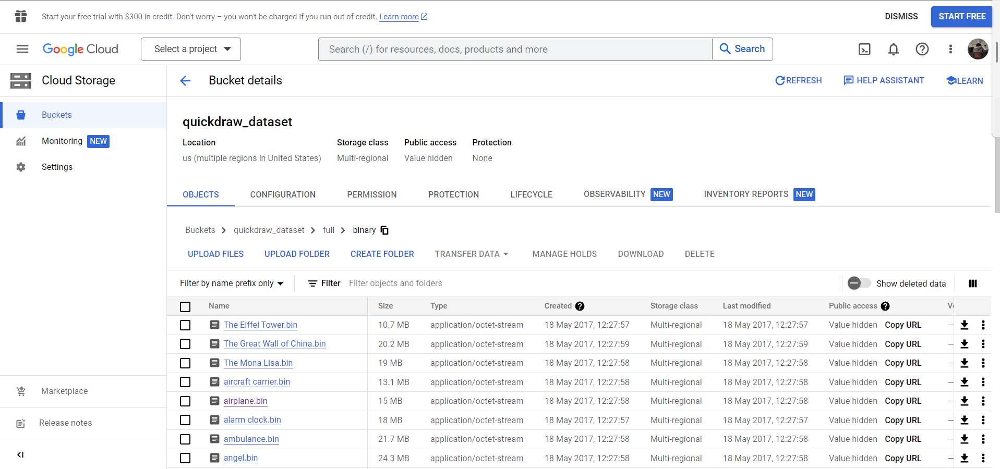 Start your free trial with $300 in credit. Don't worry – you won't be charged if you run out of credit. Learn more
DISMISS
START FREE
Google Cloud
Select a project
Search (/) for resources, docs, products and more
Search
Cloud Storage
Bucket details
REFRESH
HELP ASSISTANT
LEARN
Buckets
Monitoring NEW
Settings
Marketplace
Release notes
quickdraw_dataset
Location Storage class Public access Protection
us (multiple regions in United States) Multi-regional Value hidden None
OBJECTS CONFIGURATION PERMISSION PROTECTION LIFECYCLE OBSERVABILITY NEW INVENTORY REPORTS NEW
Buckets quickdraw_dataset full binary
UPLOAD FILES UPLOAD FOLDER CREATE FOLDER TRANSFER DATA MANAGE HOLDS DOWNLOAD DELETE
Filter by name prefix only Filter Filter objects and folders Show deleted data
Name Size Type Created Storage class Last modified Public access
The Eiffel Tower.bin 10.7 MB application/octet-stream 18 May 2017, 12:27:57 Multi-regional 18 May 2017, 12:27:57 Value hidden Copy URL —
The Great Wall of China.bin 20.2 MB application/octet-stream 18 May 2017, 12:27:59 Multi-regional 18 May 2017, 12:27:59 Value hidden Copy URL —
The Mona Lisa.bin 19 MB application/octet-stream 18 May 2017, 12:27:58 Multi-regional 18 May 2017, 12:27:58 Value hidden Copy URL —
aircraft carrier.bin 13.1 MB application/octet-stream 18 May 2017, 12:27:58 Multi-regional 18 May 2017, 12:27:58 Value hidden Copy URL —
airplane.bin 15 MB application/octet-stream 18 May 2017, 12:27:58 Multi-regional 18 May 2017, 12:27:58 Value hidden Copy URL —
alarm clock.bin 18 MB application/octet-stream 18 May 2017, 12:27:57 Multi-regional 18 May 2017, 12:27:57 Value hidden Copy URL —
ambulance.bin 21.7 MB application/octet-stream 18 May 2017, 12:27:58 Multi-regional 18 May 2017, 12:27:58 Value hidden Copy URL —
angel.bin 24.3 MB application/octet-stream 18 May 2017, 12:27:58 Multi-regional 18 May 2017, 12:27:58 Value hidden Copy URL —